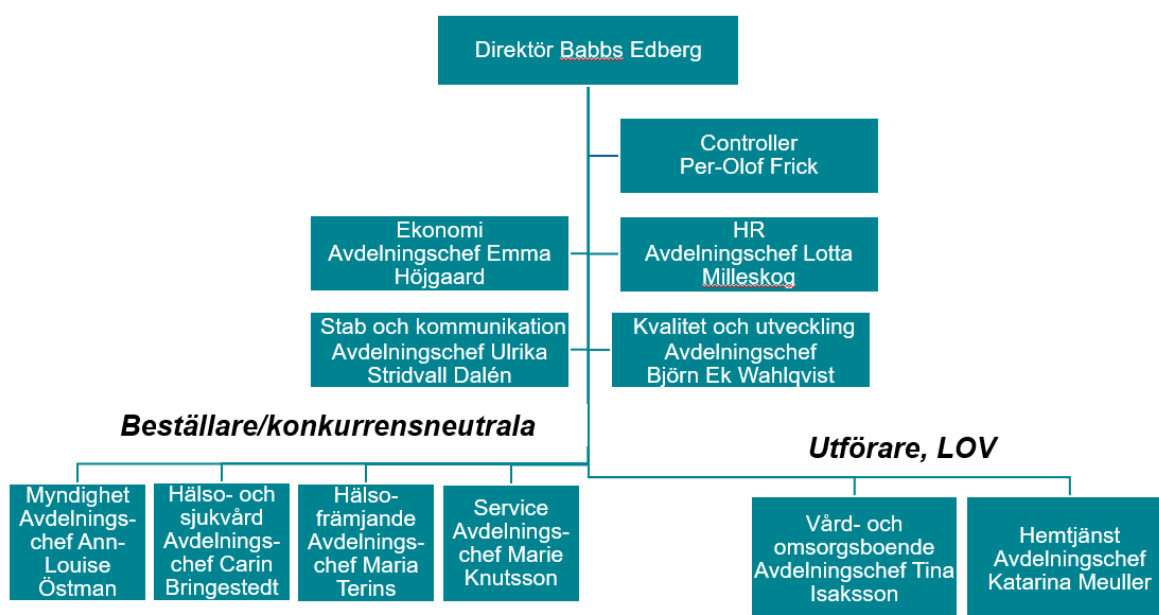 Direktör Babbs Edberg
Controller
Per-Olof Frick
Ekonomi
Avdelningschef Emma
Höjgaard
HR
Avdelningschef Lotta
Milleskog
Stab och kommunikation
Avdelningschef Ulrika
Stridvall Dalén
Kvalitet och utveckling
Avdelningschef
Björn Ek Wahlqvist
Beställare/konkurrensneutrala
Utförare, LOV
Myndighet
Avdelnings-
chef Ann-
Louise
Östman
Hälso- och
sjukvård
Avdelnings-
chef Carin
Bringestedt
Hälso-
främjande
Avdelnings-
chef Maria
Terins
Service
Avdelnings-
chef Marie
Knutsson
Vård- och
omsorgsboende
Avdelningschef Tina
Isaksson
Hemtjänst
Avdelningschef
Katarina Meuller